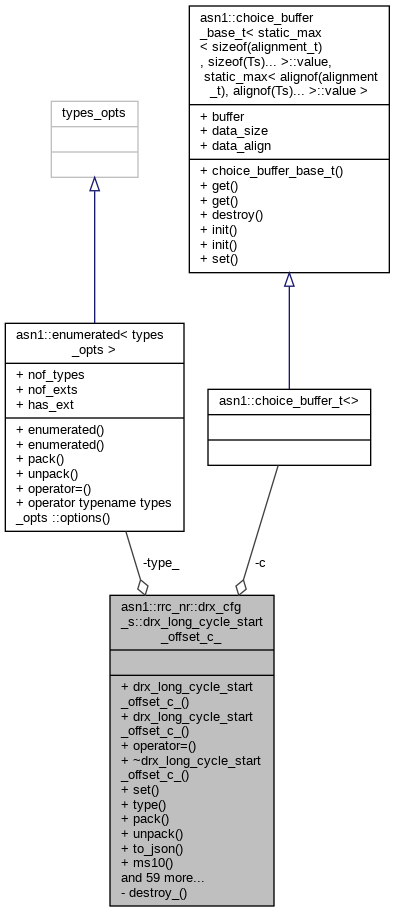 asn1::choice_buffer
_base_t< static_max
< sizeof(alignment_t)
, sizeof(Ts)... >::value,
static_max< alignof(alignment
_t), alignof(Ts)... >::value >
+ buffer
+ data_size
+ data_align
+ choice_buffer_base_t()
+ get()
+ get()
+ destroy()
+ init()
+ init()
+ set()
types_opts
asn1::enumerated< types
_opts >
+ nof_types
+ nof_exts
+ has_ext
+ enumerated()
+ enumerated()
+ pack()
+ unpack()
+ operator=()
+ operator typename types
_opts ::options()
asn1::choice_buffer_t<>
-type_
-c
asn1::rrc_nr::drx_cfg
_s::drx_long_cycle_start
_offset_c_
+ drx_long_cycle_start
_offset_c_()
+ drx_long_cycle_start
_offset_c_()
+ operator=()
+ ~drx_long_cycle_start
_offset_c_()
+ set()
+ type()
+ pack()
+ unpack()
+ to_json()
+ ms10()
and 59 more...
- destroy_()